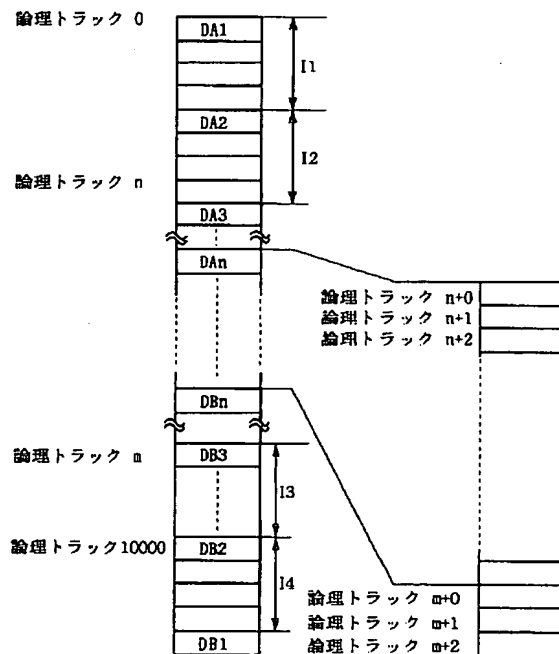 論理トラック 0
DA1
I1
DA2
I2
論理トラック n
DA3
DAn
論理トラック n+0
論理トラック n+1
論理トラック n+2
DBn
論理トラック m
DB3
I3
論理トラック10000
DB2
I4
論理トラック m+0
論理トラック m+1
DB1
論理トラック m+2